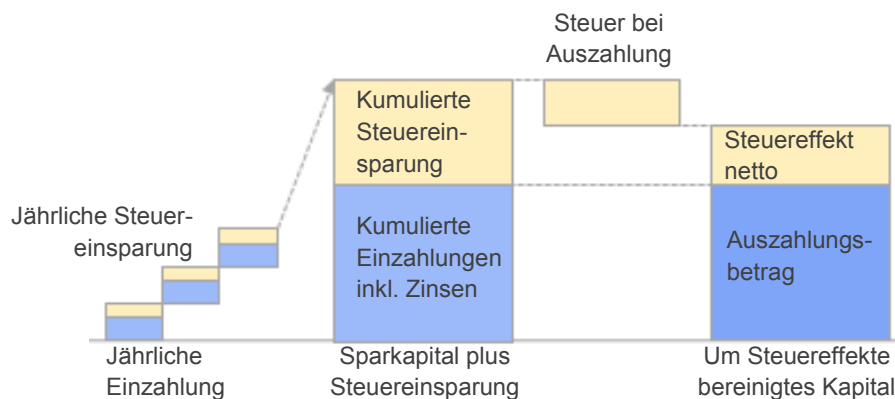 Steuer bei
Auszahlung
Kumulierte
Steuerein-
sparung
Steuereffekt
netto
Jährliche Steuer-
einsparung
Kumulierte
Einzahlungen
inkl. Zinsen
Auszahlungs-
betrag
Jährliche
Einzahlung
Sparkapital plus
Steuereinsparung
Um Steuereffekte
bereinigtes Kapital